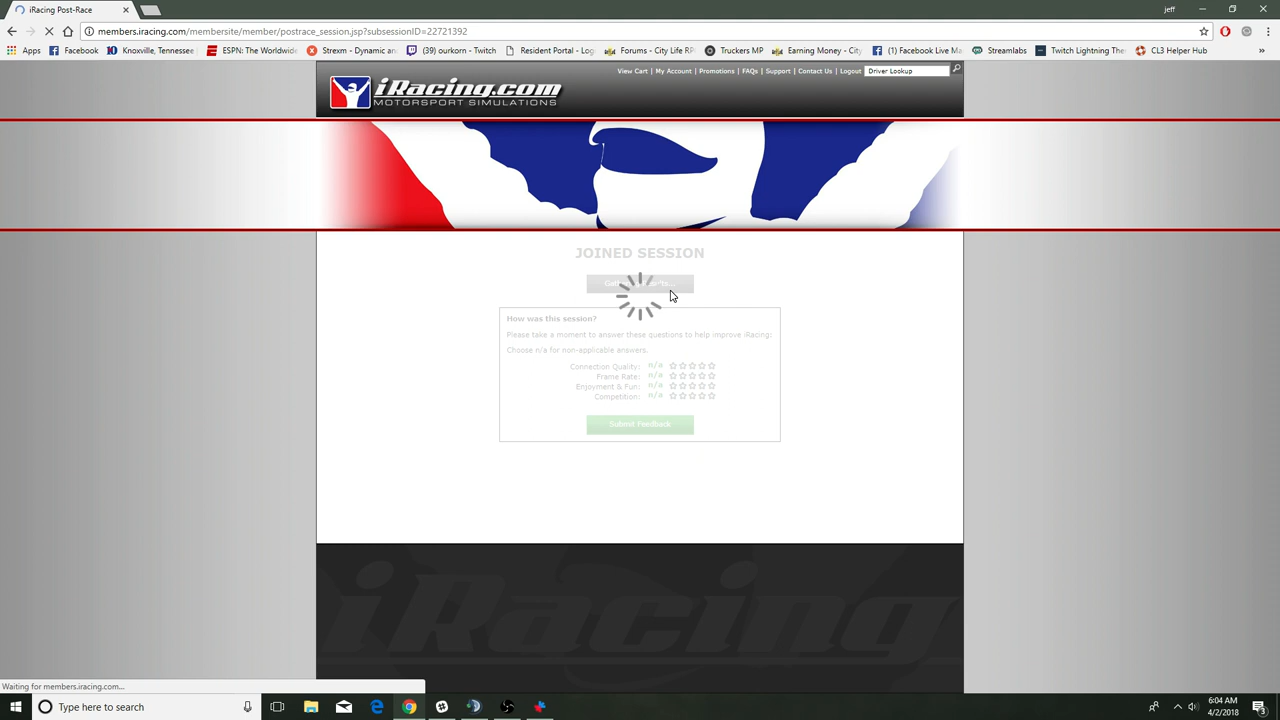 iRacing Post-Race
jeff
members.iracing.com/membersite/member/postrace_session.jsp?subsessionID=22721392
Apps Facebook Knoxville, Tennessee ESPN: The Worldwide Strexm - Dynamic an (39) Surkorn - Twitch Resident Portal - Log Forums - City Life RP Truckers MP Earning Money - City Facebook Live Map Streamlabs Twitch Lightning The CL3 Helper Hub »
View Cart | My Account | Promotions | FAQs | Support | Contact Us | Logout Driver Lookup
iRacing.com
MOTORSPORT SIMULATIONS
JOINED SESSION
How was this session?
Please take a moment to answer these questions to help improve iRacing:
Choose n/a for non-applicable answers.
Connection Quality: n/a
Frame Rate: n/a
Enjoyment & Fun: n/a
Competition: n/a
Submit Feedback
iRacing
Waiting for members.iracing.com...
Type here to search
6:04 AM
4/2/2018
3